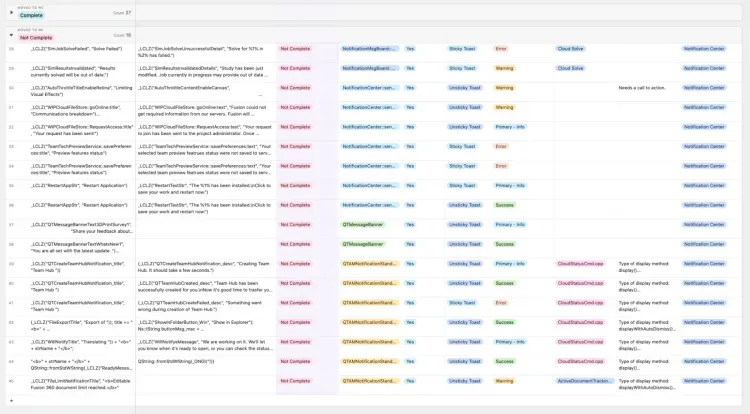 MOVED TO NC
Complete
Count 27
MOVED TO NC
Not Complete
Count 18
28 _LCLZ("SimJobSolveFailed", "Solve Failed") _LCLZ("SimJobSolveUnsuccessfulDetail", "Solve for %1% in %2% has failed.") Not Complete NotificationMsgBoard:... Yes Sticky Toast Error Cloud Solve Notification Center
29 _LCLZ("SimResultsInvalidated", "Results currently solved will be out of date.") _LCLZ("SimResultsInvalidatedDetails", "Study has been just modified. Job currently in progress may provide out of date ... Not Complete NotificationMsgBoard:... Yes Sticky Toast Warning Cloud Solve Notification Center
30 _LCLZ("AutoThrottleTitleEnableRetina", "Limiting Visual Effects") _LCLZ("AutoThrottleContentEnableCanvas", ... Not Complete NotificationCenter::sen... Yes Unsticky Toast Warning Needs a call to action. Notification Center
31 _LCLZ("WIPCloudFileStore::goOnline:title", "Communications breakdown")... _LCLZ("WIPCloudFileStore::goOnline:text", "Fusion could not get required information from our servers. Fusion will ... Not Complete NotificationCenter::sen... Yes Unsticky Toast Warning Notification Center
32 _LCLZ("WIPCloudFileStore::RequestAccess:title", "Your request has been sent") _LCLZ("WIPCloudFileStore::RequestAccess:text", "Your request to join has been sent to the project administrator. Once ... Not Complete NotificationCenter::sen... Yes Unsticky Toast Primary - Info Notification Center
33 _LCLZ("TeamTechPreviewService::savePreferences:title", "Preview features status") _LCLZ("TeamTechPreviewService::savePreferences:text", "Your selected team preview features status were not saved to serv... Not Complete NotificationCenter::sen... Yes Sticky Toast Error Notification Center
34 _LCLZ("TeamTechPreviewService::savePreferences:title", "Preview features status") _LCLZ("TeamTechPreviewService::savePreferences:text", "Your selected team preview features status were not saved to serv... Not Complete NotificationCenter::sen... Yes Sticky Toast Error Notification Center
35 _LCLZ("RestartAppStr", "Restart Application") _LCLZ("RestartTextStr", "The %1% has been installed.\nClick to save your work and restart now.") Not Complete NotificationCenter::sen... Yes Sticky Toast Primary - Info Notification Center
36 _LCLZ("RestartAppStr", "Restart Application") _LCLZ("RestartTextStr", "The %1% has been installed.\nClick to save your work and restart now.") Not Complete NotificationCenter::sen... Yes Unsticky Toast Success Notification Center
37 _LCLZ("QTMessageBannerText3DPrintSurvey1", "Share your feedback about... Not Complete QTMessageBanner Yes Unsticky Toast Primary - Info Notification Center
38 _LCLZ("QTMessageBannerTextWhatsNew1", "You are all set with the latest update. ")... Not Complete QTMessageBanner Yes Unsticky Toast Success Notification Center
39 _LCLZ("QTCreateTeamHubNotification_title", "Team Hub ")) (_LCLZ("QTCreateTeamHubNotification_desc", "Creating Team Hub. It should take a few seconds.") Not Complete QTAMNotificationStand... Yes Unsticky Toast Primary - Info CloudStatusCmd.cpp Type of display method: display()... Notification Center
40 _LCLZ("QTCreateTeamHubNotification_title", "Team Hub") _LCLZ("QTTeamHubCreated_desc", "Team Hub has been successfully created for you.\nNow it's good time to transfer yo... Not Complete QTAMNotificationStand... Yes Unsticky Toast Success CloudStatusCmd.cpp Type of display method: display()... Notification Center
41 _LCLZ("QTCreateTeamHubNotification_title", "Team Hub") (_LCLZ("QTTeamHubCreateFailed_desc", "Something went wrong during creation of Team Hub") Not Complete QTAMNotificationStand... Yes Sticky Toast Error CloudStatusCmd.cpp Type of display method: display()... Notification Center
42 (_LCLZ("FileExportTitle", "Export of ")); title += "<b>" + ... _LCLZ("ShowInFolderButton_Win", "Show in Explorer"); Ns::IString buttonMsg_mac = ... Not Complete QTAMNotificationStand... Yes Unsticky Toast Success CloudStatusCmd.cpp Type of display method: displayWithAutoDismiss()... Notification Center
43 _LCLZ("WillNotifyTitle", "Translating ")) + "<b>" + strName + "</b>"; _LCLZ("WillNotifyeMessage", "We are working on it. We'll let you know when it's ready to open, or you can check the status... Not Complete QTAMNotificationStand... Yes Unsticky Toast Primary - Info CloudStatusCmd.cpp Type of display method: display()... Notification Center
44 "<b>" + strName + "</b>" + QString::fromStdWString(_LCLZ("ReadyMessa... QString::fromStdWString(_DNG("")) Not Complete QTAMNotificationStand... Yes Unsticky Toast Success CloudStatusCmd.cpp Type of display method: display()... Notification Center
45 _LCLZ("FileLimitNotificationTitle", "<b>Editable Fusion 360 document limit reached.</b>" Not Complete QTAMNotificationStand... Yes Unsticky Toast Warning ActiveDocumentTrackin... Type of display method: displayWithAutoDismiss()... Notification Center
+